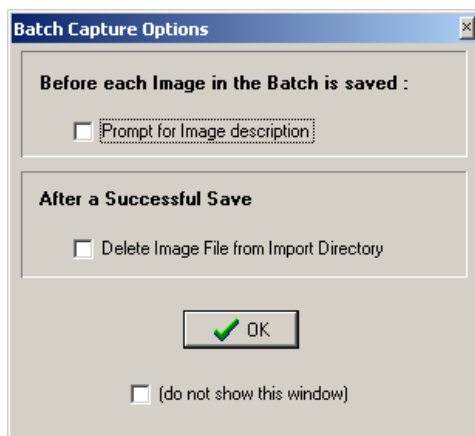 Batch Capture Options
Before each Image in the Batch is saved :
Prompt for Image description
After a Successful Save
Delete Image File from Import Directory
OK
(do not show this window)